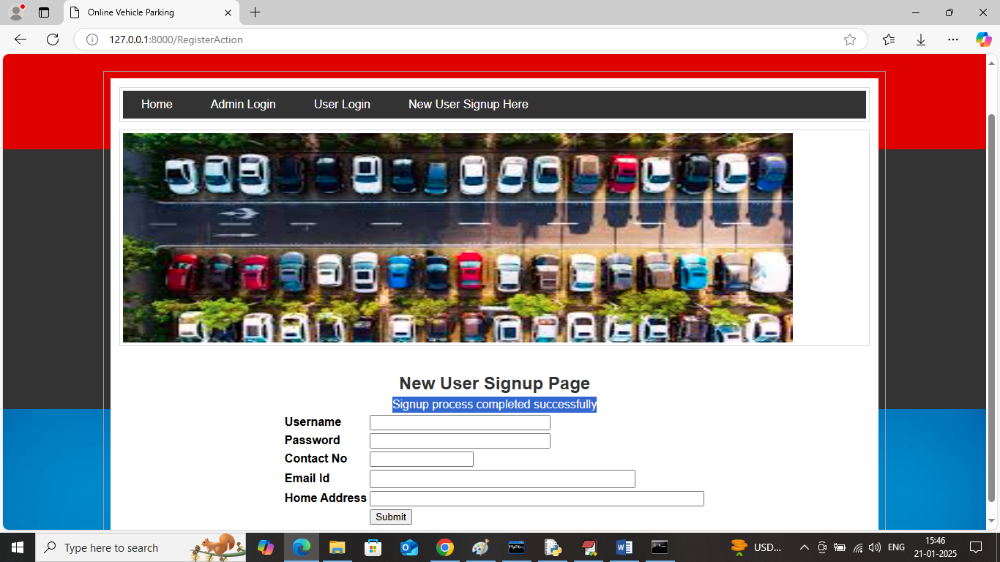 Online Vehicle Parking
127.0.0.1:8000/RegisterAction
Home Admin Login User Login New User Signup Here
New User Signup Page
Signup process completed successfully
Username
Password
Contact No
Email Id
Home Address
Submit
Type here to search
USD...
ENG
15:46
21-01-2025